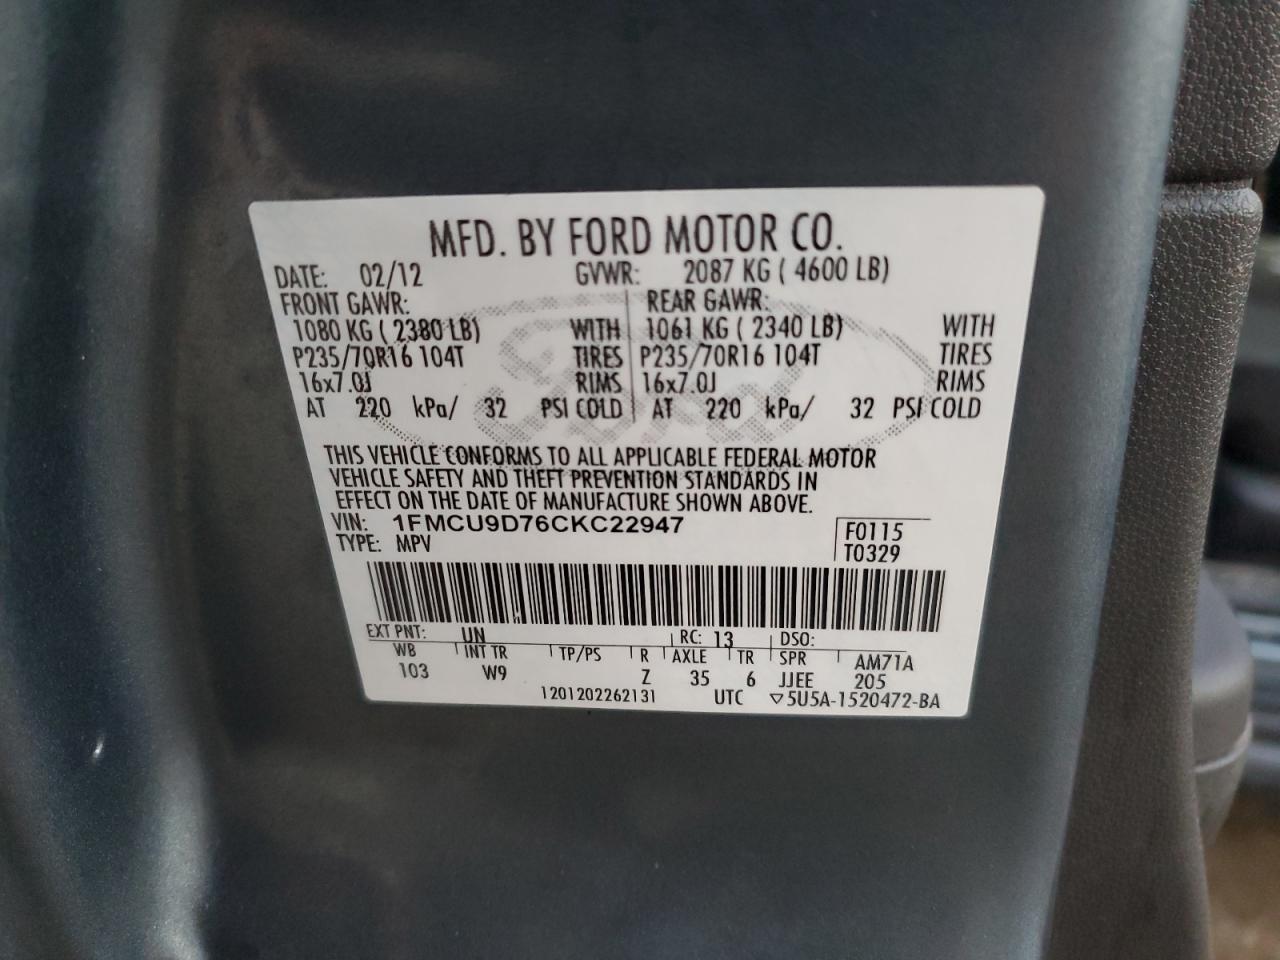 MFD. BY FORD MOTOR CO.
DATE: 02/12 GVWR: 2087 KG ( 4600 LB)
FRONT GAWR: REAR GAWR:
1080 KG ( 2380 LB) WITH 1061 KG ( 2340 LB) WITH
P235/70R16 104T TIRES P235/70R16 104T TIRES
16x7.0J RIMS 16x7.0J RIMS
AT 220 kPa/ 32 PSI COLD AT 220 kPa/ 32 PSI COLD
Ford
THIS VEHICLE CONFORMS TO ALL APPLICABLE FEDERAL MOTOR
VEHICLE SAFETY AND THEFT PREVENTION STANDARDS IN
EFFECT ON THE DATE OF MANUFACTURE SHOWN ABOVE.
VIN: 1FMCU9D76CKC22947 F0115
TYPE: MPV T0329
EXT PNT: UN RC: 13 DSO:
WB INT TR TP/PS R AXLE TR SPR AM71A
103 W9 Z 35 6 JJEE 205
1201202262131 UTC ▽5U5A-1520472-BA